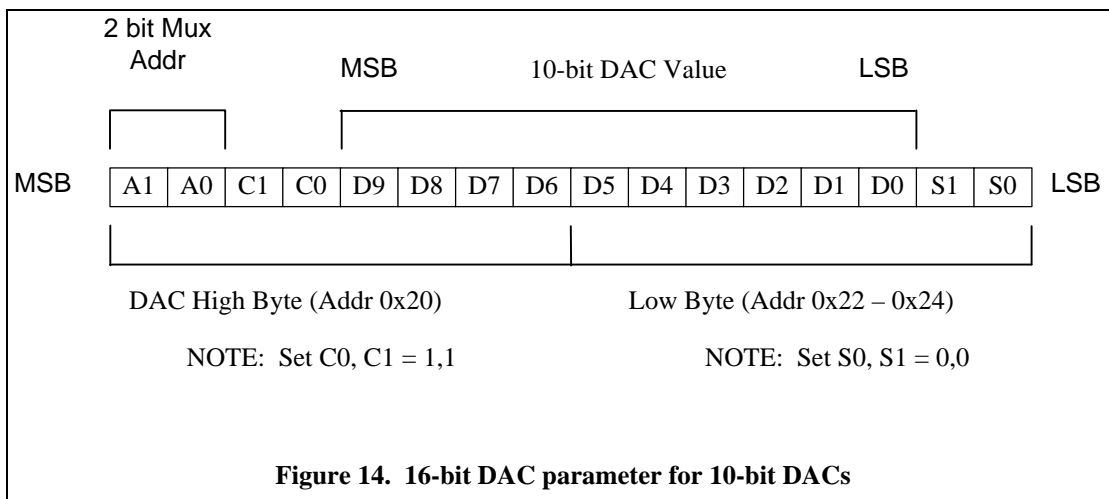 2 bit Mux
Addr
MSB 10-bit DAC Value LSB
MSB A1 A0 C1 C0 D9 D8 D7 D6 D5 D4 D3 D2 D1 D0 S1 S0 LSB
DAC High Byte (Addr 0x20) Low Byte (Addr 0x22 – 0x24)
NOTE: Set C0, C1 = 1,1 NOTE: Set S0, S1 = 0,0
Figure 14. 16-bit DAC parameter for 10-bit DACs